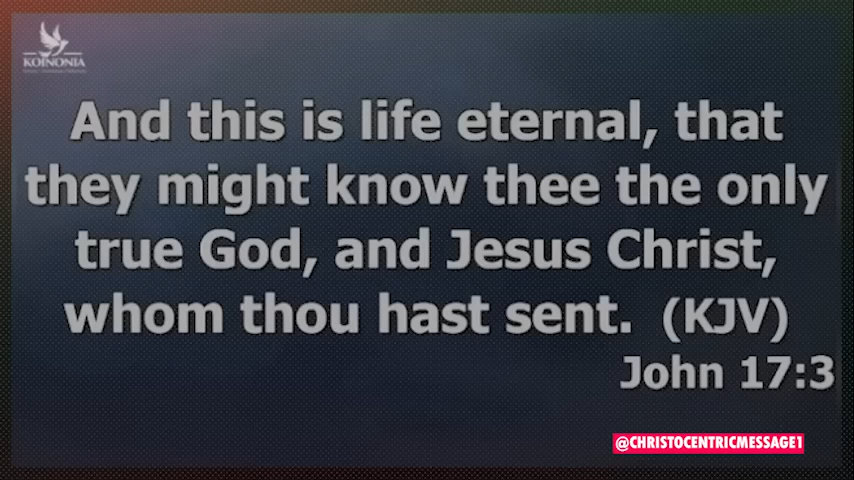 KOINONIA
And this is life eternal, that
they might know thee the only
true God, and Jesus Christ,
whom thou hast sent. (KJV)
John 17:3
@CHRISTOCENTRICMESSAGE1